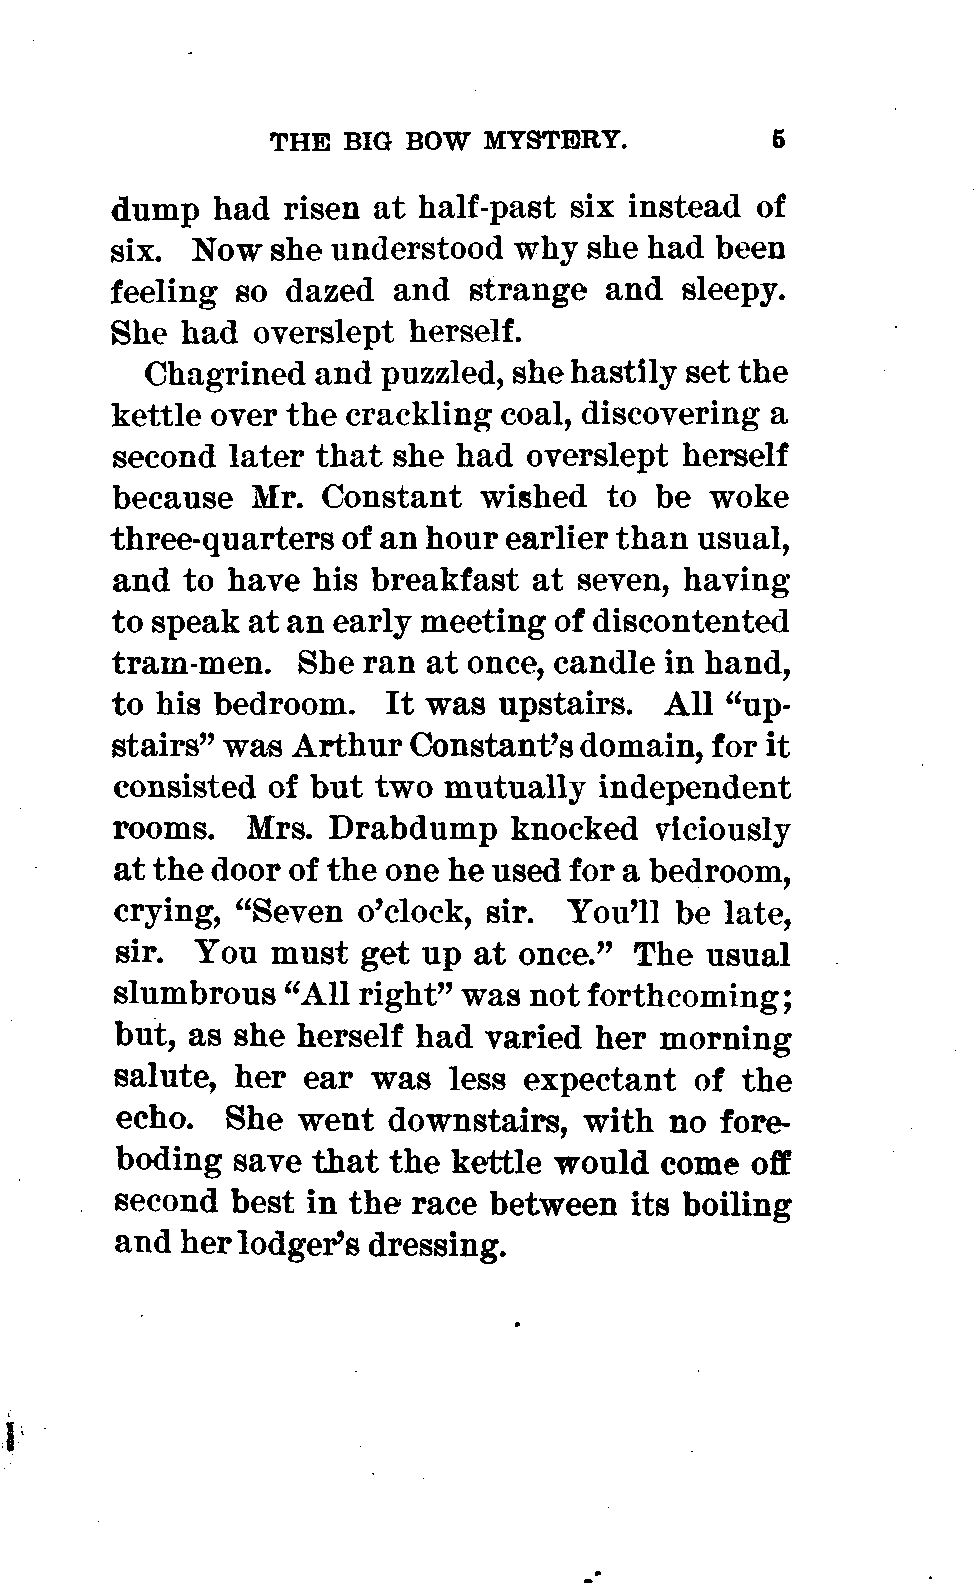 THE BIG BOW MYSTERY. 5
dump had risen at half-past six instead of
six. Now she understood why she had been
feeling so dazed and strange and sleepy.
She had overslept herself.
Chagrined and puzzled, she hastily set the
kettle over the crackling coal, discovering a
second later that she had overslept herself
because Mr. Constant wished to be woke
three-quarters of an hour earlier than usual,
and to have his breakfast at seven, having
to speak at an early meeting of discontented
tram-men. She ran at once, candle in hand,
to his bedroom. It was upstairs. All “up-
stairs” was Arthur Constant’s domain, for it
consisted of but two mutually independent
rooms. Mrs. Drabdump knocked viciously
at the door of the one he used for a bedroom,
crying, “Seven o’clock, sir. You’ll be late,
sir. You must get up at once.” The usual
slumbrous “All right” was not forthcoming;
but, as she herself had varied her morning
salute, her ear was less expectant of the
echo. She went downstairs, with no fore-
boding save that the kettle would come off
second best in the race between its boiling
and her lodger’s dressing.